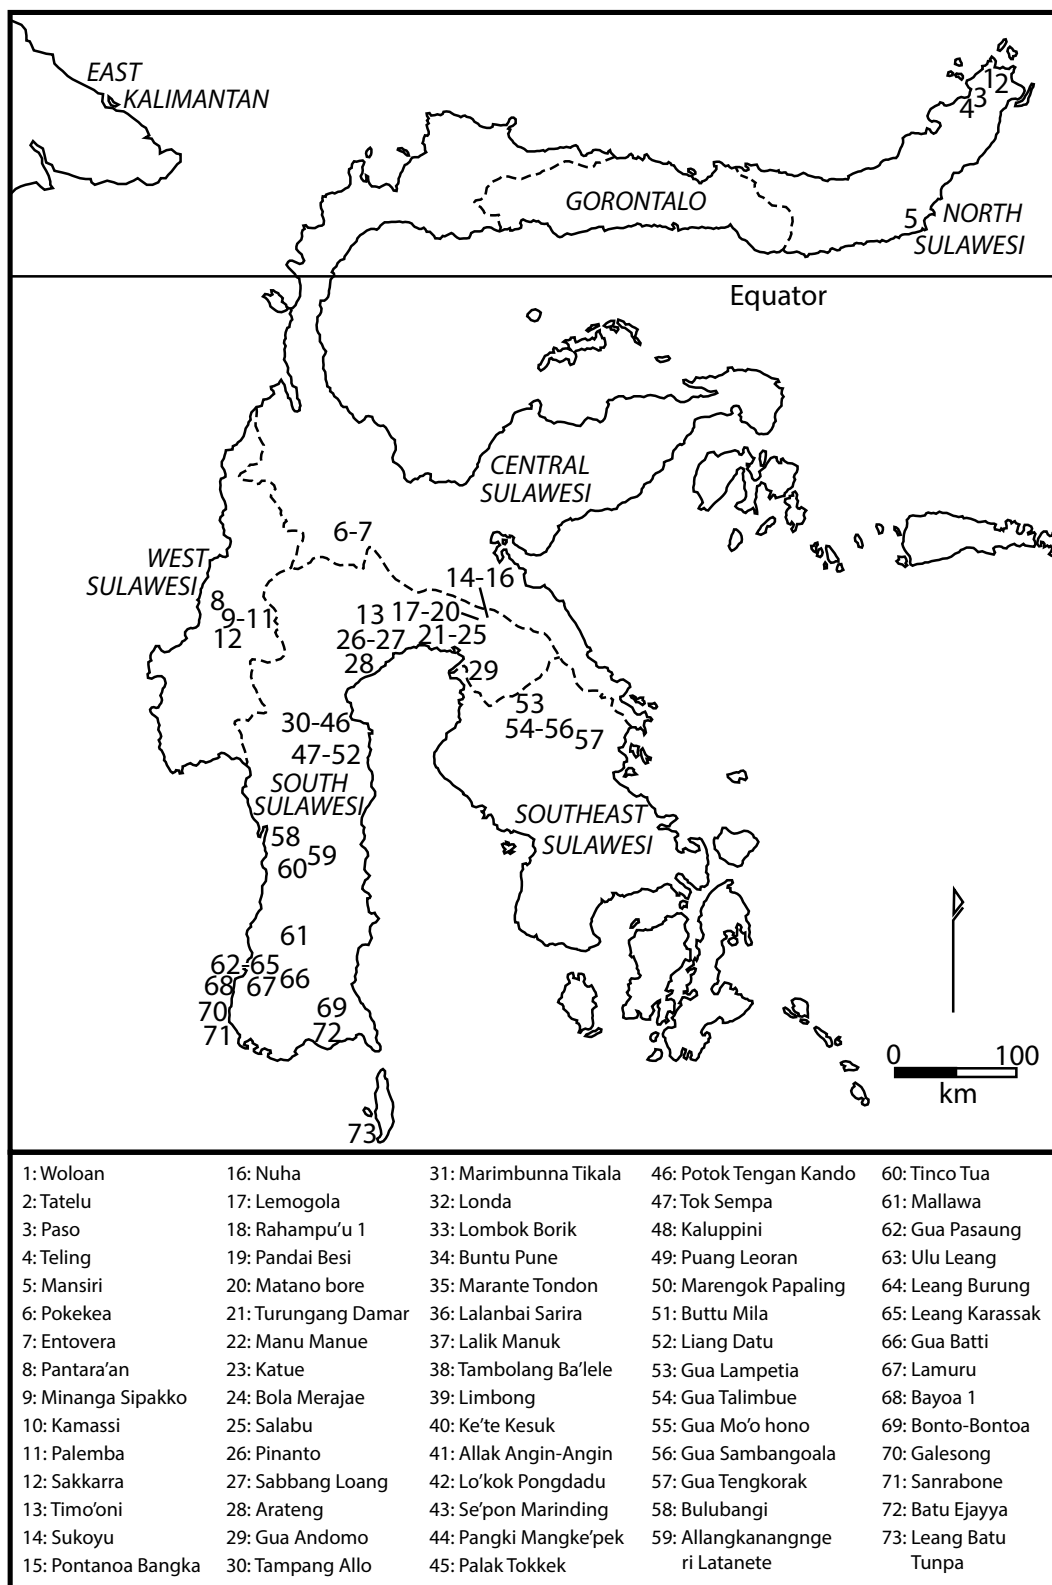 EAST
KALIMANTAN
1
2
3
4
GORONTALO
5
NORTH
SULAWESI
Equator
CENTRAL
SULAWESI
6-7
WEST
SULAWESI
14-16
8
9-11
12
13
17-20
26-27
21-25
28
29
53
54-56
57
30-46
47-52
SOUTH
SULAWESI
SOUTHEAST
SULAWESI
58
59
60
61
62-65
68
67
66
70
69
71
72
73
0
100
km
1: Woloan
2: Tatelu
3: Paso
4: Teling
5: Mansiri
6: Pokekea
7: Entovera
8: Pantara'an
9: Minanga Sipakko
10: Kamassi
11: Palemba
12: Sakkarra
13: Timo'oni
14: Sukoyu
15: Pontanoa Bangka
16: Nuha
17: Lemogola
18: Rahampu'u 1
19: Pandai Besi
20: Matano bore
21: Turungang Damar
22: Manu Manue
23: Katue
24: Bola Merajae
25: Salabu
26: Pinanto
27: Sabbang Loang
28: Arateng
29: Gua Andomo
30: Tampang Allo
31: Marimbunna Tikala
32: Londa
33: Lombok Borik
34: Buntu Pune
35: Marante Tondon
36: Lalanbai Sarira
37: Lalik Manuk
38: Tambolang Ba'lele
39: Limbong
40: Ke'te Kesuk
41: Allak Angin-Angin
42: Lo'kok Pongdadu
43: Se'pon Marinding
44: Pangki Mangke'pek
45: Palak Tokkek
46: Potok Tengan Kando
47: Tok Sempa
48: Kaluppini
49: Puang Leoran
50: Marengok Papaling
51: Buttu Mila
52: Liang Datu
53: Gua Lampetia
54: Gua Talimbue
55: Gua Mo'o hono
56: Gua Sambangoala
57: Gua Tengkorak
58: Bulubangi
59: Allangkanangnge
ri Latanete
60: Tinco Tua
61: Mallawa
62: Gua Pasaung
63: Ulu Leang
64: Leang Burung
65: Leang Karassak
66: Gua Batti
67: Lamuru
68: Bayoa 1
69: Bonto-Bontoa
70: Galesong
71: Sanrabone
72: Batu Ejayya
73: Leang Batu
Tunpa